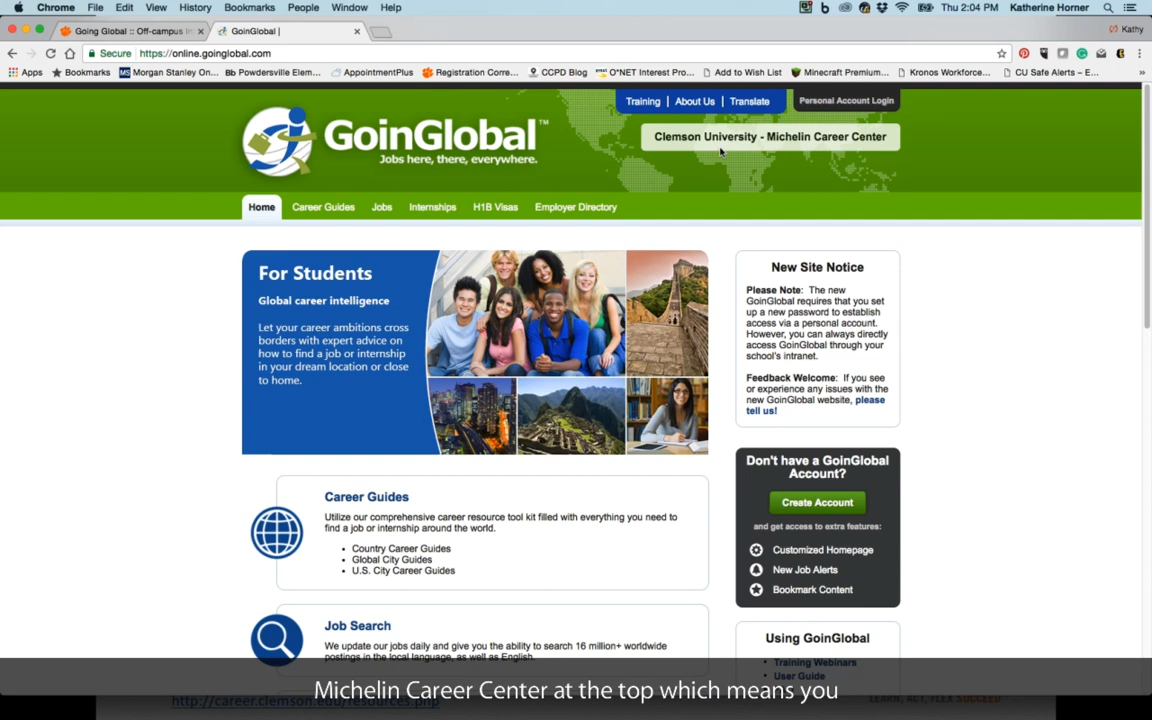 Chrome File Edit View History Bookmarks People Window Help Thu 2:04 PM Katherine Horner
Going Global :: Off-campus In GoinGlobal | Kathy
Secure https://online.goinglobal.com
Apps Bookmarks Morgan Stanley On... Bb Powdersville Elem... AppointmentPlus Registration Corre... CCPD Blog O*NET Interest Pro... Add to Wish List Minecraft Premium... Kronos Workforce... CU Safe Alerts – E... »
Training | About Us | Translate Personal Account Login
GoinGlobal™
Jobs here, there, everywhere.
Clemson University - Michelin Career Center
Home Career Guides Jobs Internships H1B Visas Employer Directory
For Students
Global career intelligence
Let your career ambitions cross
borders with expert advice on
how to find a job or internship
in your dream location or close
to home.
New Site Notice
Please Note: The new
GoinGlobal requires that you set
up a new password to establish
access via a personal account.
However, you can always directly
access GoinGlobal through your
school's intranet.
Feedback Welcome: If you see
or experience any issues with the
new GoinGlobal website, please
tell us!
Don't have a GoinGlobal
Account?
Create Account
and get access to extra features:
Customized Homepage
New Job Alerts
Bookmark Content
Career Guides
Utilize our comprehensive career resource tool kit filled with everything you need to
find a job or internship around the world.
• Country Career Guides
• Global City Guides
• U.S. City Career Guides
Job Search
We update our jobs daily and give you the ability to search 16 million+ worldwide
postings in the local language, as well as English.
Using GoinGlobal
• Training Webinars
• User Guide
Michelin Career Center at the top which means you
http://career.clemson.edu/resources.php
LEARN, ACT, FLEX SUCCEED